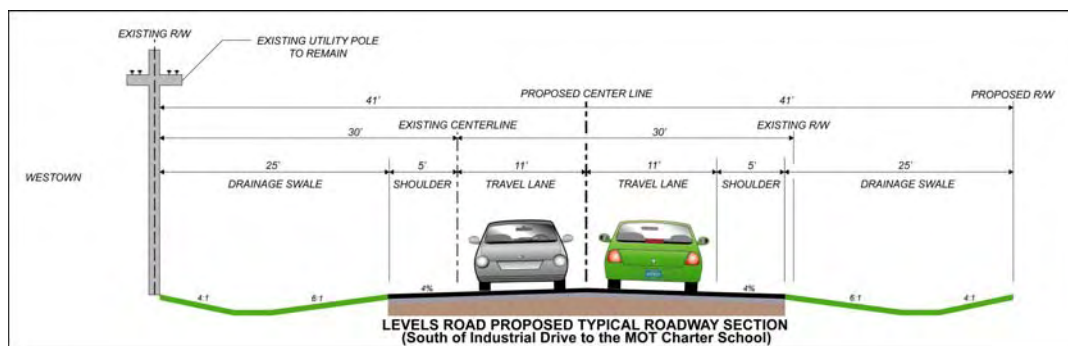 EXISTING R/W
EXISTING UTILITY POLE
TO REMAIN
PROPOSED CENTER LINE
PROPOSED R/W
41'
41'
EXISTING CENTERLINE
EXISTING R/W
30'
30'
25'
5'
11'
11'
5'
25'
WESTOWN
DRAINAGE SWALE
SHOULDER
TRAVEL LANE
TRAVEL LANE
SHOULDER
DRAINAGE SWALE
4:1
6:1
4%
4%
6:1
4:1
LEVELS ROAD PROPOSED TYPICAL ROADWAY SECTION
(South of Industrial Drive to the MOT Charter School)